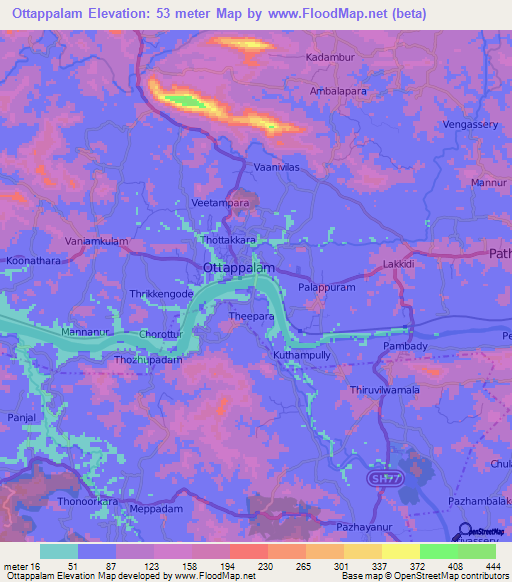 Ottappalam Elevation: 53 meter Map by www.FloodMap.net (beta)
Kadambur
Ambalapara
Vengassery
Vaanivilas
Mannur
Veetampara
Vaniamkulam
Thottakkara
Koonathara
Ottappalam
Lakkidi
Path
Thrikkengode
Palappuram
Theepara
Mannanur
Chorottur
Pe
Pambady
Thozhupadam
Kuthampully
Thiruvilwamala
Panjal
Chula
SH77
Thonoorkara
Meppadam
Pazhambalak
Pazhayanur
OpenStreetMap
meter 16 51 87 123 158 194 230 265 301 337 372 408 444
Ottappalam Elevation Map developed by www.FloodMap.net
Base map © OpenStreetMap contributors